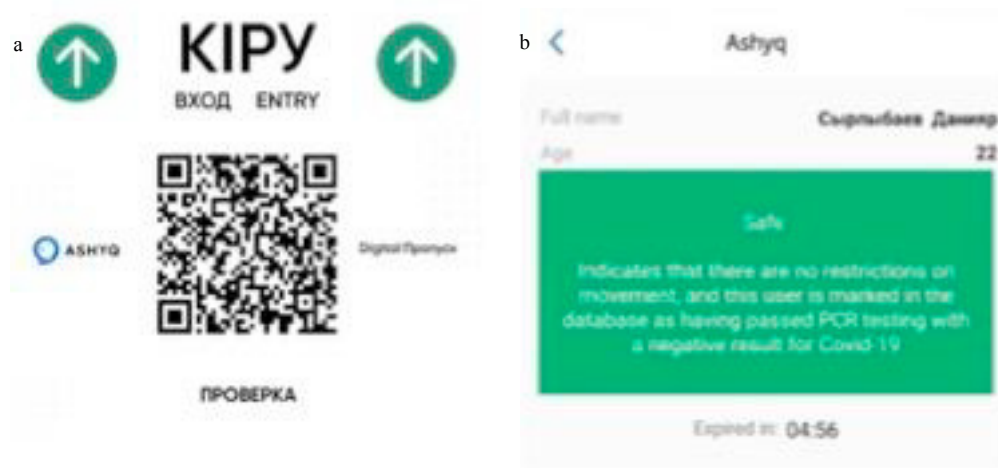 a
КІРУ
ВХОД ENTRY
ASHYQ
Digital Пропуск
ПРОВЕРКА
b
Ashyq
Full name Сырлыбаев Данияр
Age 22
Safe
Indicates that there are no restrictions on
movement, and this user is marked in the
database as having passed PCR testing with
a negative result for Covid-19
Expired in: 04:56